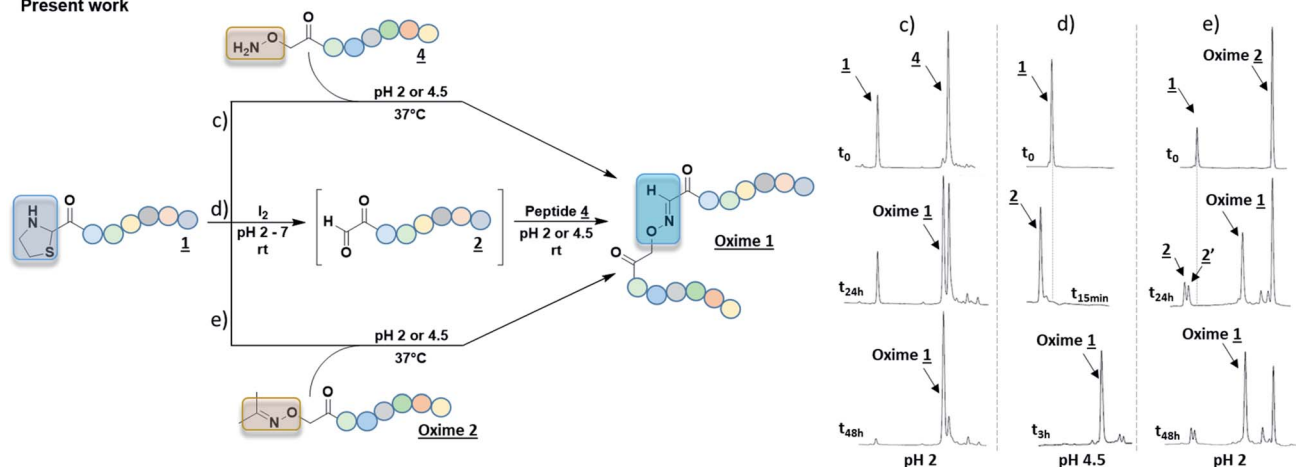 Present work
H₂N
O
O
4
pH 2 or 4.5
37°C
c)
H
N
O
S
1
d)
I₂
pH 2 - 7
rt
O
H
O
2
Peptide 4
pH 2 or 4.5
rt
O
H
N
O
O
Oxime 1
e)
pH 2 or 4.5
37°C
N
O
O
Oxime 2
c)
1
4
t0
Oxime 1
t24h
Oxime 1
t48h
pH 2
d)
1
t0
2
t15min
Oxime 1
t3h
pH 4.5
e)
Oxime 2
1
t0
Oxime 1
2
2'
t24h
Oxime 1
t48h
pH 2